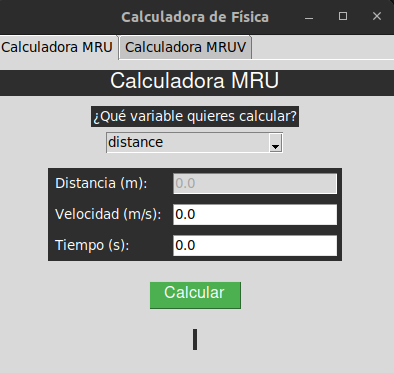 Calculadora de Física
Calculadora MRU Calculadora MRUV
Calculadora MRU
¿Qué variable quieres calcular?
distance
Distancia (m): 0.0
Velocidad (m/s): 0.0
Tiempo (s): 0.0
Calcular